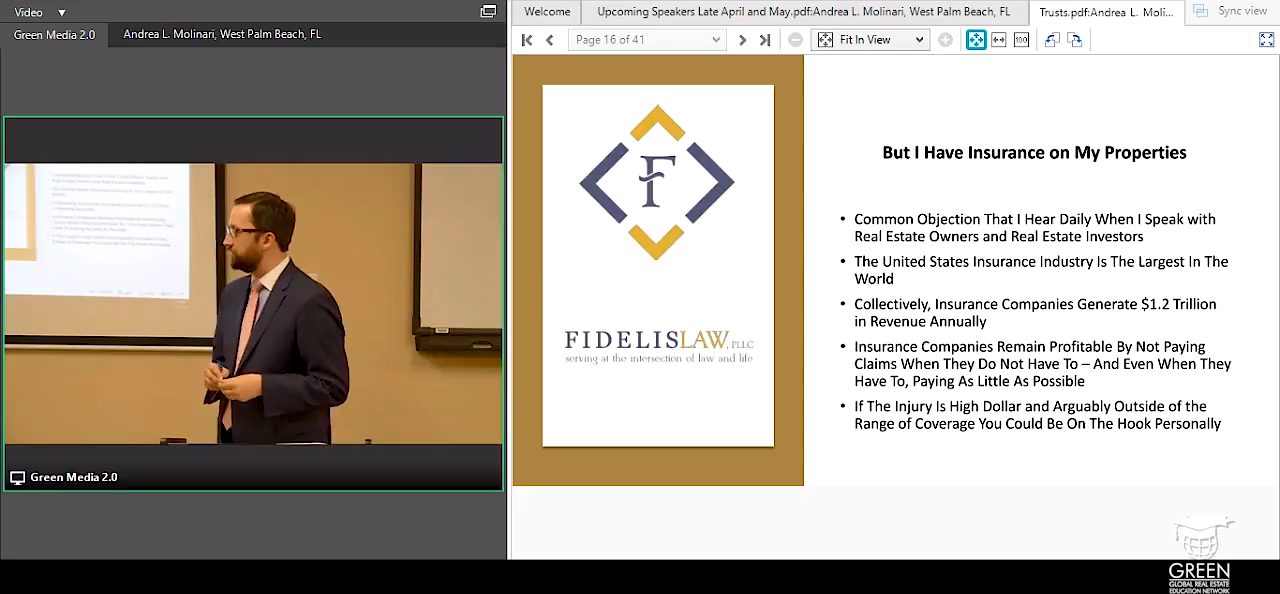 Video
Green Media 2.0
Andrea L. Molinari, West Palm Beach, FL
Green Media 2.0
Welcome
Upcoming Speakers Late April and May.pdf:Andrea L. Molinari, West Palm Beach, FL
Trusts.pdf:Andrea L. Moli...
Sync view
Page 16 of 41
Fit In View
100
F
FIDELISLAW, PLLC
serving at the intersection of law and life
But I Have Insurance on My Properties
• Common Objection That I Hear Daily When I Speak with
Real Estate Owners and Real Estate Investors
• The United States Insurance Industry Is The Largest In The
World
• Collectively, Insurance Companies Generate $1.2 Trillion
in Revenue Annually
• Insurance Companies Remain Profitable By Not Paying
Claims When They Do Not Have To – And Even When They
Have To, Paying As Little As Possible
• If The Injury Is High Dollar and Arguably Outside of the
Range of Coverage You Could Be On The Hook Personally
GREEN
GLOBAL REAL ESTATE
EDUCATION NETWORK